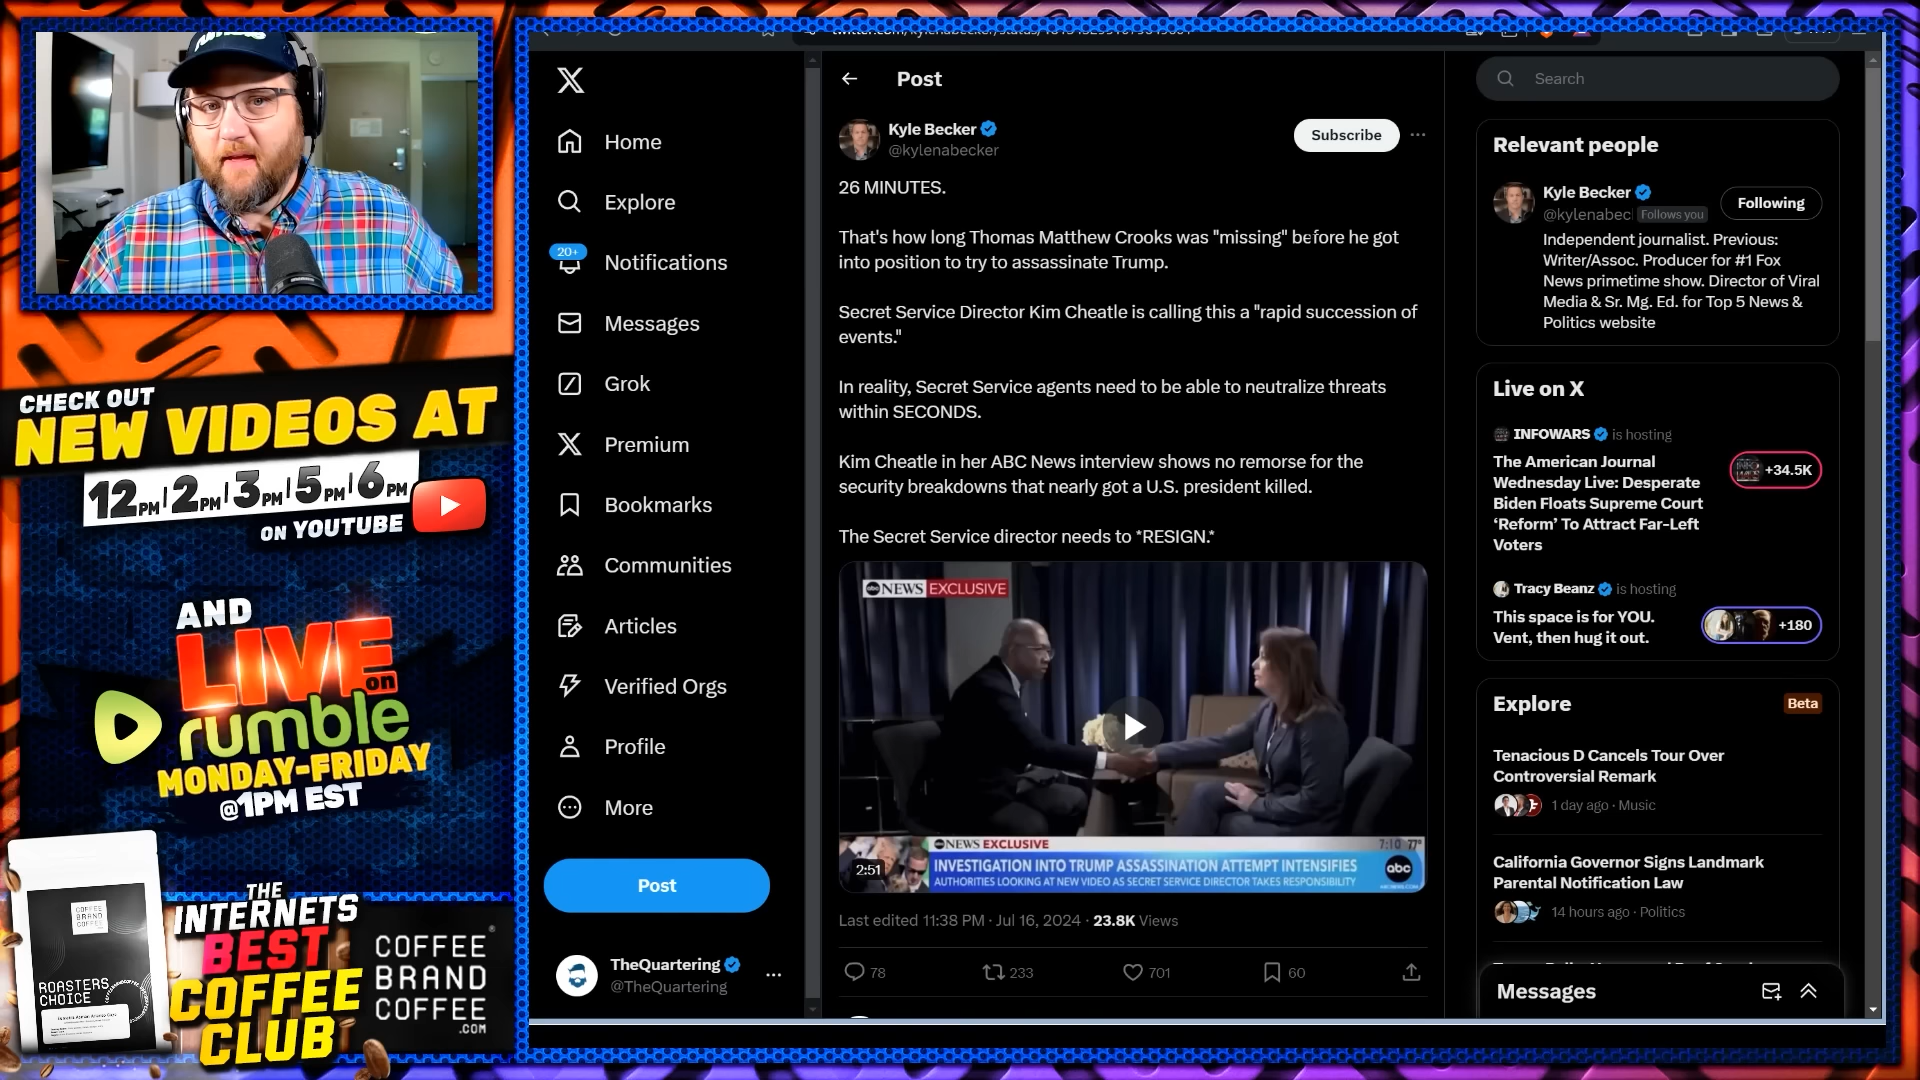 CHECK OUT
NEW VIDEOS AT
12PM | 2PM | 3PM | 5PM | 6PM
ON YOUTUBE
AND
LIVE
on
rumble
MONDAY-FRIDAY
@1PM EST
COFFEE
BRAND
COFFEE
ROASTERS
CHOICE
THE
INTERNETS
BEST
COFFEE
CLUB
COFFEE
BRAND
COFFEE
.COM
X
Home
Explore
20+
Notifications
Messages
Grok
Premium
Bookmarks
Communities
Articles
Verified Orgs
Profile
More
Post
TheQuartering
@TheQuartering
Post
Kyle Becker
@kylenabecker
Subscribe
26 MINUTES.
That's how long Thomas Matthew Crooks was "missing" before he got
into position to try to assassinate Trump.
Secret Service Director Kim Cheatle is calling this a "rapid succession of
events."
In reality, Secret Service agents need to be able to neutralize threats
within SECONDS.
Kim Cheatle in her ABC News interview shows no remorse for the
security breakdowns that nearly got a U.S. president killed.
The Secret Service director needs to *RESIGN.*
abc NEWS EXCLUSIVE
abc NEWS EXCLUSIVE
7:10 77°
INVESTIGATION INTO TRUMP ASSASSINATION ATTEMPT INTENSIFIES
AUTHORITIES LOOKING AT NEW VIDEO AS SECRET SERVICE DIRECTOR TAKES RESPONSIBILITY
abc
ABCNEWS.COM
2:51
Last edited 11:38 PM · Jul 16, 2024 · 23.8K Views
78
233
701
60
Search
Relevant people
Kyle Becker
@kylenabec
Follows you
Following
Independent journalist. Previous:
Writer/Assoc. Producer for #1 Fox
News primetime show. Director of Viral
Media & Sr. Mg. Ed. for Top 5 News &
Politics website
Live on X
INFOWARS is hosting
The American Journal
Wednesday Live: Desperate
Biden Floats Supreme Court
‘Reform’ To Attract Far-Left
Voters
+34.5K
Tracy Beanz is hosting
This space is for YOU.
Vent, then hug it out.
+180
Explore
Beta
Tenacious D Cancels Tour Over
Controversial Remark
1 day ago · Music
California Governor Signs Landmark
Parental Notification Law
14 hours ago · Politics
Messages